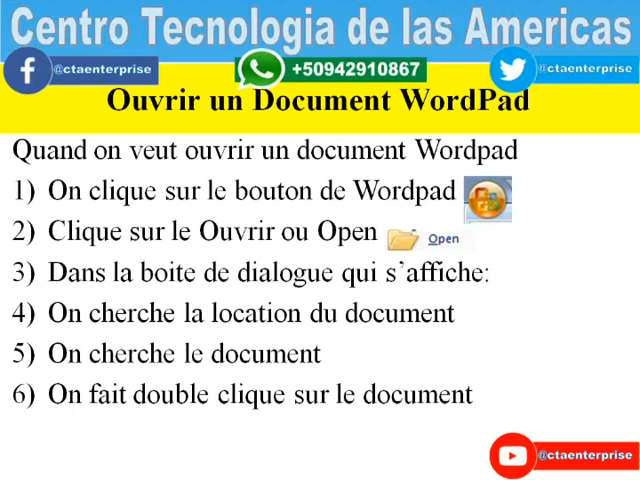 Centro Tecnologia de las Americas
@ctaenterprise
+50942910867
@ctaenterprise
Ouvrir un Document WordPad
Quand on veut ouvrir un document Wordpad
1) On clique sur le bouton de Wordpad
2) Clique sur le Ouvrir ou Open
Open
3) Dans la boite de dialogue qui s’affiche:
4) On cherche la location du document
5) On cherche le document
6) On fait double clique sur le document
@ctaenterprise